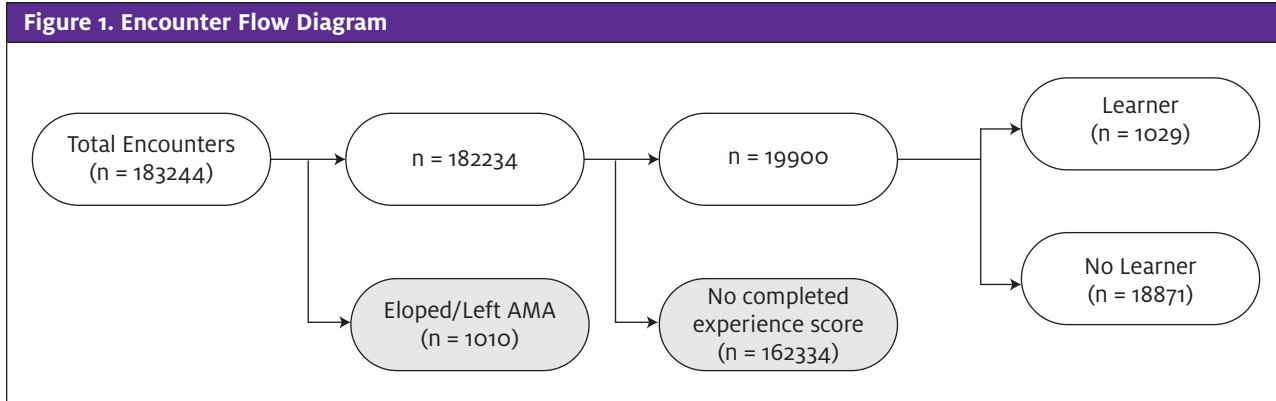 Figure 1. Encounter Flow Diagram
Total Encounters
(n = 183244)
n = 182234
n = 19900
Learner
(n = 1029)
No Learner
(n = 18871)
Eloped/Left AMA
(n = 1010)
No completed
experience score
(n = 162334)